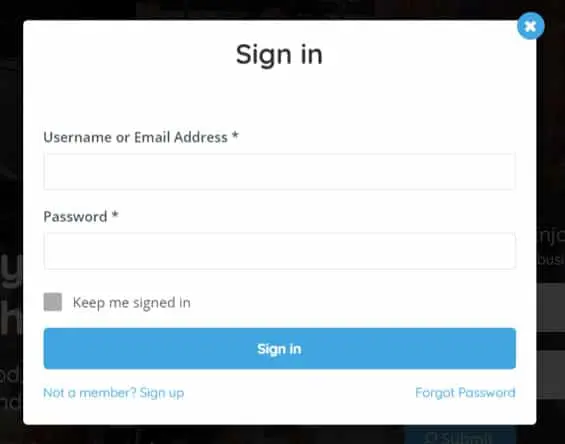 Sign in
Username or Email Address *
Password *
Keep me signed in
Sign in
Not a member? Sign up
Forgot Password
Submit